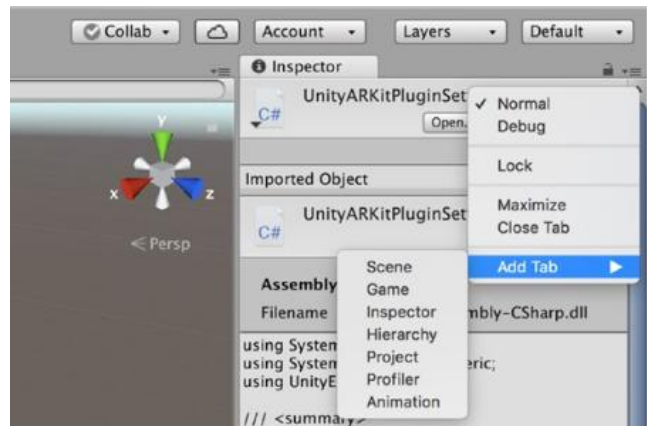 Collab
Account
Layers
Default
Inspector
UnityARKitPluginSet
C#
Open.
Imported Object
UnityARKitPluginSet
C#
Assembly
Filename
mbly-CSharp.dll
using System
using System
eric;
using UnityE
/// <summary>
Normal
Debug
Lock
Maximize
Close Tab
Add Tab
Scene
Game
Inspector
Hierarchy
Project
Profiler
Animation
y
x
z
Persp